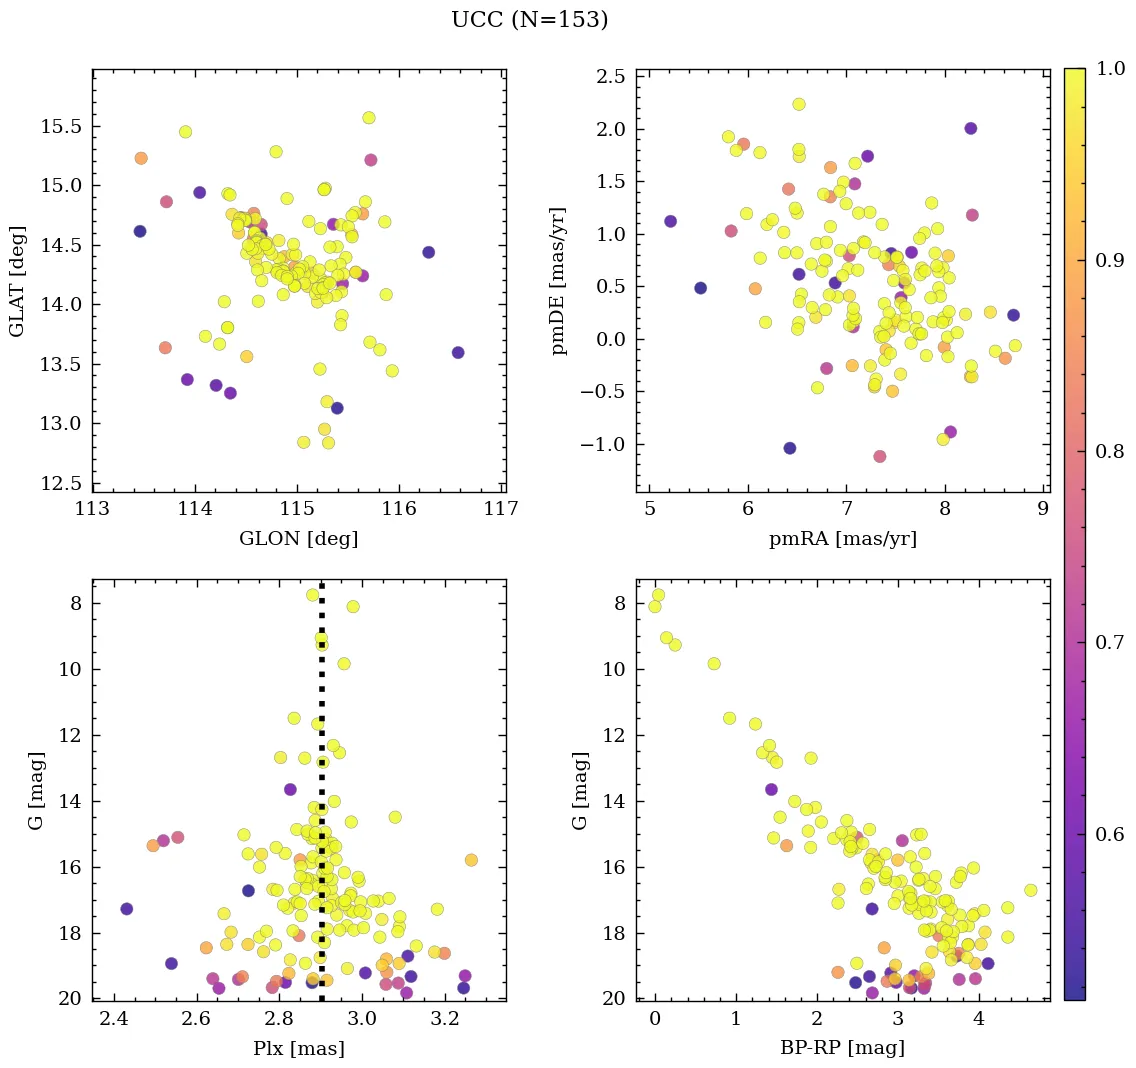 UCC (N=153)
15.5
15.0
14.5
14.0
13.5
13.0
12.5
GLAT [deg]
113 114 115 116 117
GLON [deg]
2.5
2.0
1.5
1.0
0.5
0.0
−0.5
−1.0
pmDE [mas/yr]
5 6 7 8 9
pmRA [mas/yr]
1.0
0.9
0.8
0.7
0.6
8
10
12
14
16
18
20
G [mag]
2.4 2.6 2.8 3.0 3.2
Plx [mas]
8
10
12
14
16
18
20
G [mag]
0 1 2 3 4
BP-RP [mag]